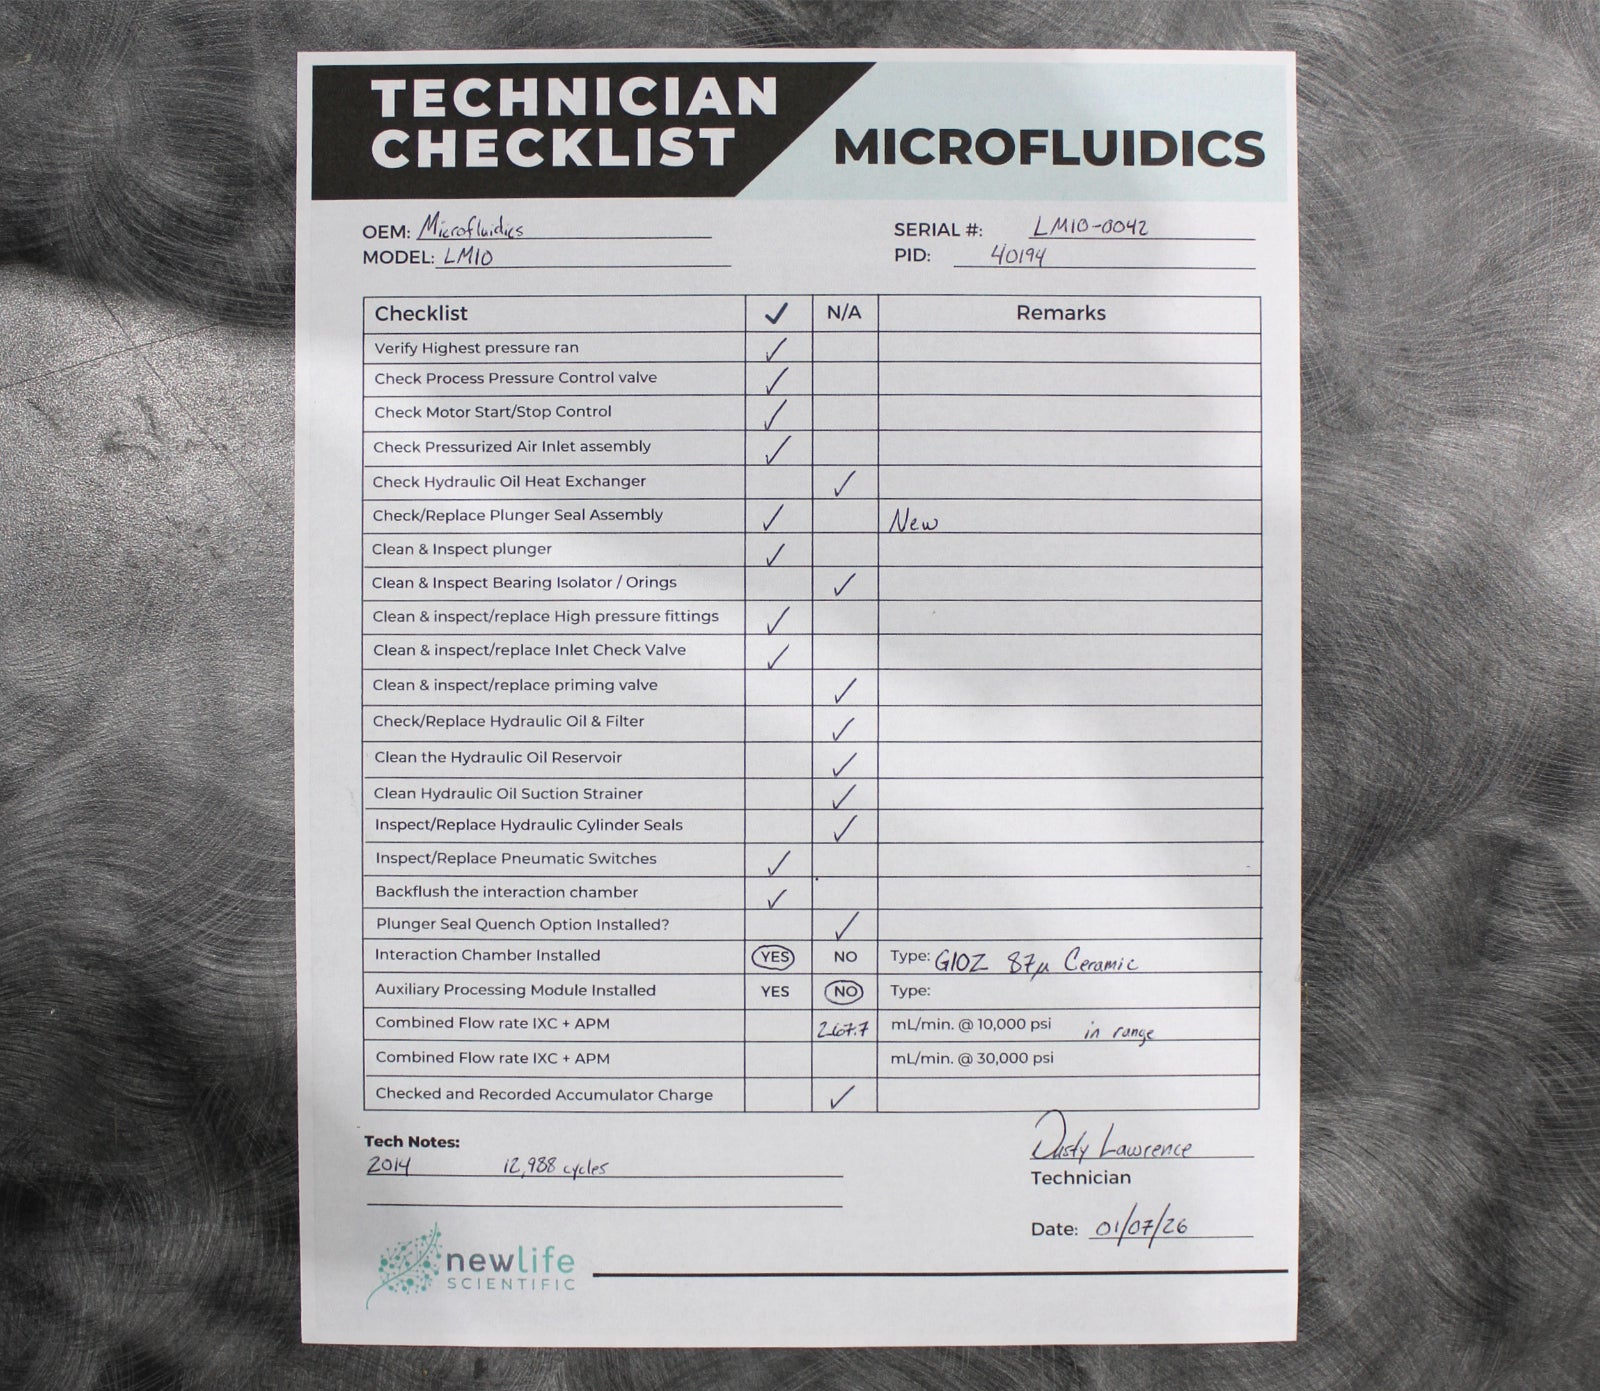 TECHNICIAN
CHECKLIST
MICROFLUIDICS
OEM: Microfluidics
SERIAL #: LM10-0042
MODEL: LM10
PID: 40194
Checklist ✓ N/A Remarks
Verify Highest pressure ran ✓
Check Process Pressure Control valve ✓
Check Motor Start/Stop Control ✓
Check Pressurized Air Inlet assembly ✓
Check Hydraulic Oil Heat Exchanger ✓
Check/Replace Plunger Seal Assembly ✓ New
Clean & Inspect plunger ✓
Clean & Inspect Bearing Isolator / Orings ✓
Clean & inspect/replace High pressure fittings ✓
Clean & inspect/replace Inlet Check Valve ✓
Clean & inspect/replace priming valve ✓
Check/Replace Hydraulic Oil & Filter ✓
Clean the Hydraulic Oil Reservoir ✓
Clean Hydraulic Oil Suction Strainer ✓
Inspect/Replace Hydraulic Cylinder Seals ✓
Inspect/Replace Pneumatic Switches ✓
Backflush the interaction chamber ✓
Plunger Seal Quench Option Installed? ✓
Interaction Chamber Installed YES NO Type: G10Z 87µ Ceramic
Auxiliary Processing Module Installed YES NO Type:
Combined Flow rate IXC + APM 267.7 mL/min. @ 10,000 psi in range
Combined Flow rate IXC + APM mL/min. @ 30,000 psi
Checked and Recorded Accumulator Charge ✓
Tech Notes:
2014 12,988 cycles
Dusty Lawrence
Technician
Date: 01/07/26
newlife
SCIENTIFIC